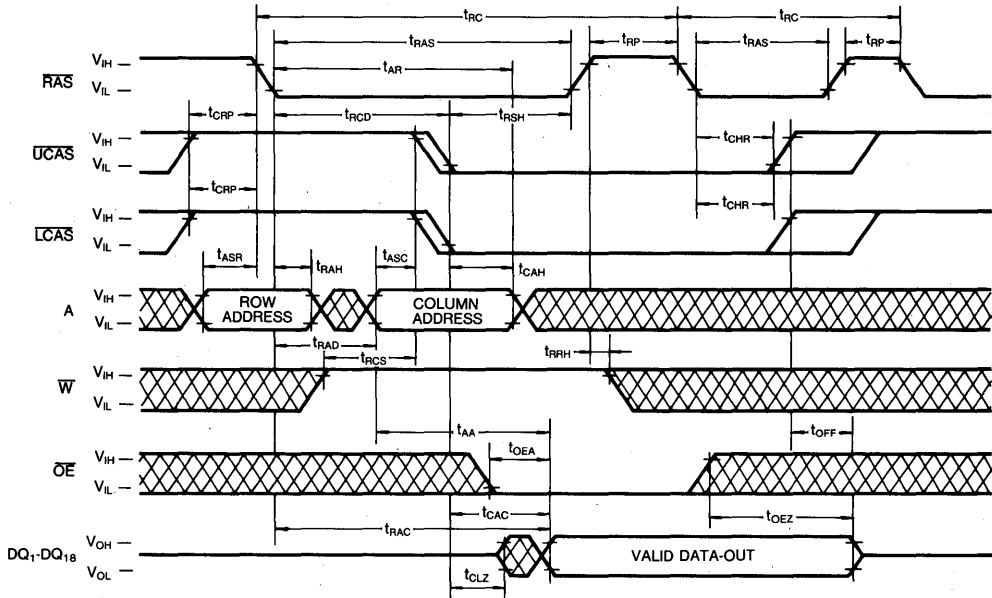 tRC tRC
tRAS tRP tRAS tRP
tAR
RAS VIH VIL
tCRP tRCD tRSH
UCAS VIH VIL
tCHR
tCRP tCHR
LCAS VIH VIL
tASR tRAH tASC tCAH
A VIH VIL ROW ADDRESS COLUMN ADDRESS
tRAD tRCS tRRH
W VIH VIL
tAA tOFF
tOEA
OE VIH VIL
tCAC tOEZ
tRAC
DQ1-DQ18 VOH VOL VALID DATA-OUT
tCLZ